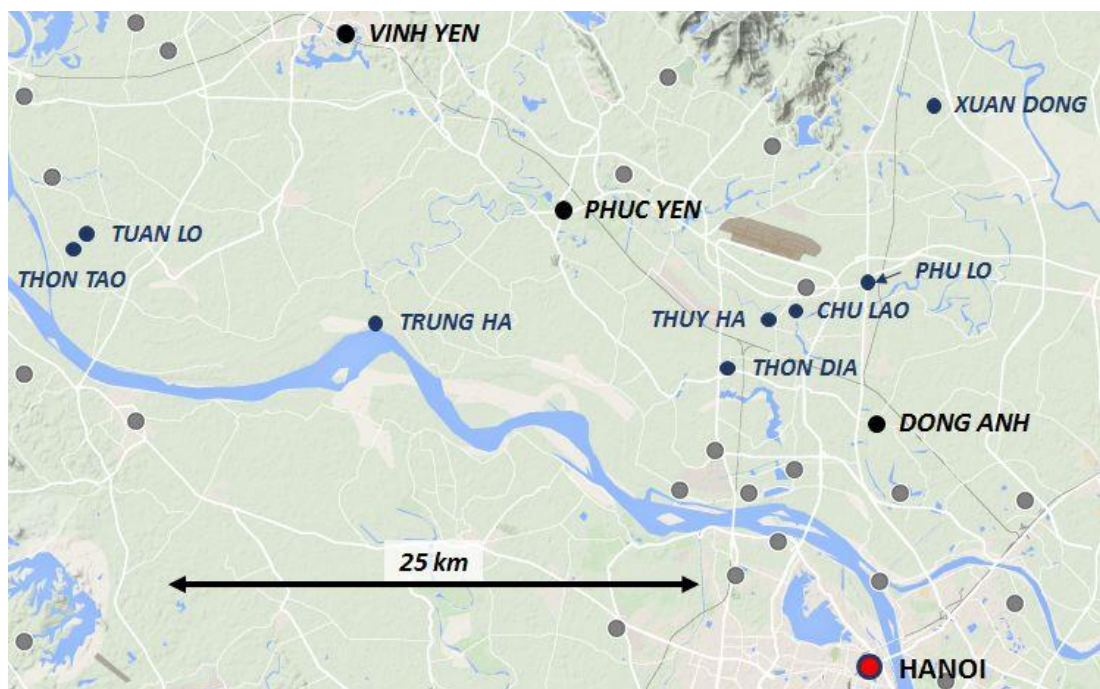 VINH YEN
XUAN DONG
PHUC YEN
TUAN LO
THON TAO
PHU LO
TRUNG HA
THUY HA
CHU LAO
THON DIA
DONG ANH
25 km
HANOI